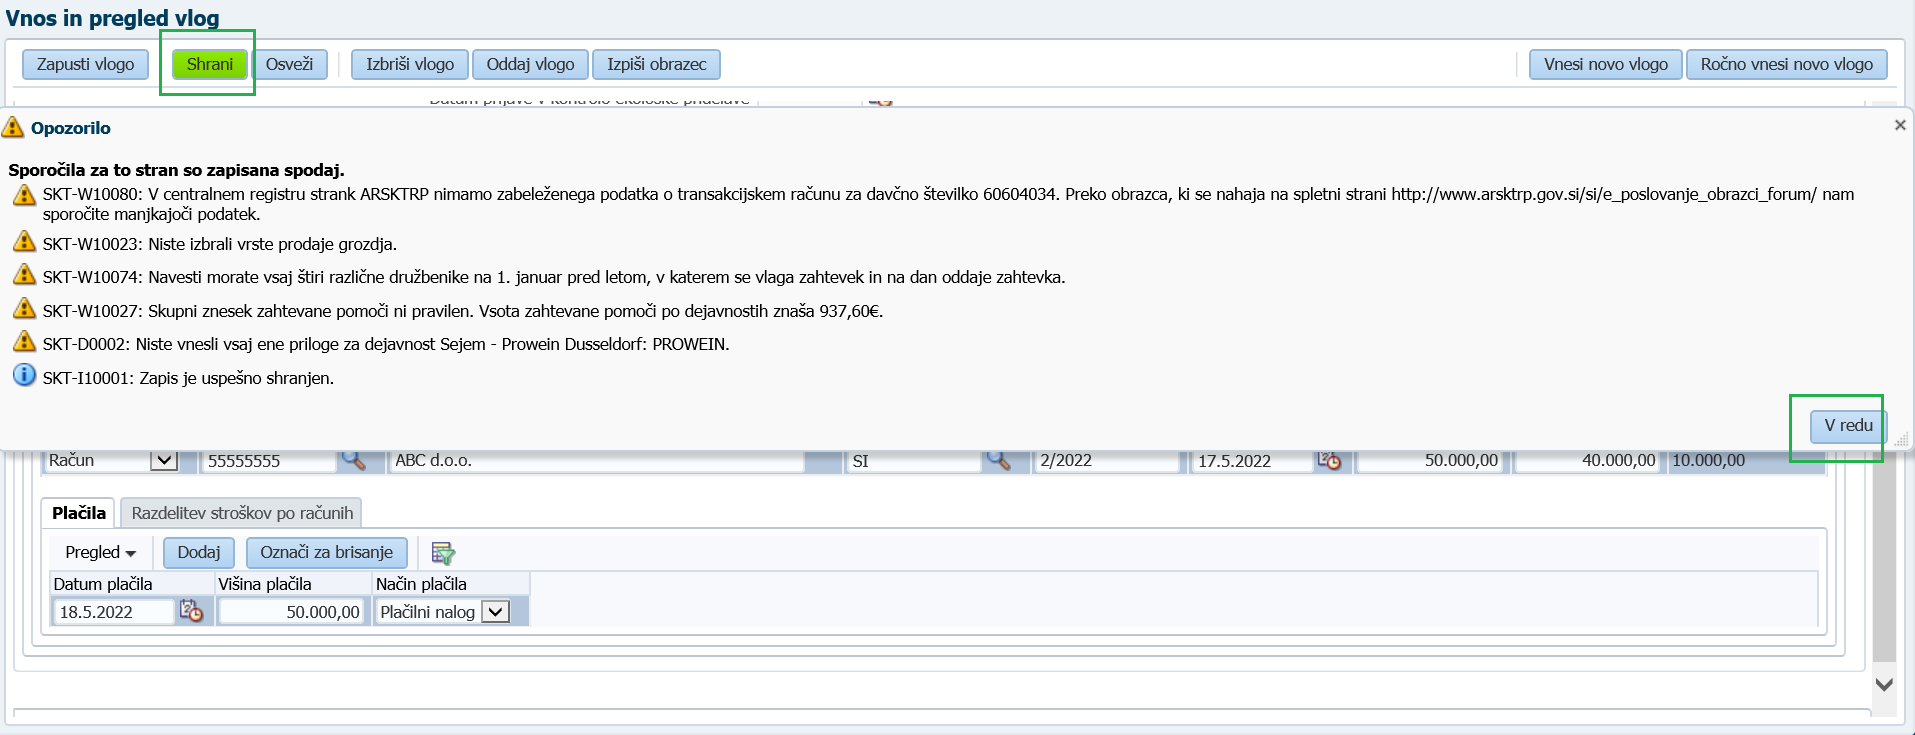 Vnos in pregled vlog
Zapusti vlogo Shrani Osveži Izbriši vlogo Oddaj vlogo Izpiši obrazec Vnesi novo vlogo Ročno vnesi novo vlogo
Datum prijave v kontrolo ekološke pridelave
Opozorilo
Sporočila za to stran so zapisana spodaj.
SKT-W10080: V centralnem registru strank ARSKTRP nimamo zabeleženega podatka o transakcijskem računu za davčno številko 60604034. Preko obrazca, ki se nahaja na spletni strani http://www.arsktrp.gov.si/si/e_poslovanje_obrazci_forum/ nam
sporočite manjkajoči podatek.
SKT-W10023: Niste izbrali vrste prodaje grozdja.
SKT-W10074: Navesti morate vsaj štiri različne družbenike na 1. januar pred letom, v katerem se vlaga zahtevek in na dan oddaje zahtevka.
SKT-W10027: Skupni znesek zahtevane pomoči ni pravilen. Vsota zahtevane pomoči po dejavnostih znaša 937,60€.
SKT-D0002: Niste vnesli vsaj ene priloge za dejavnost Sejem - Prowein Dusseldorf: PROWEIN.
SKT-I10001: Zapis je uspešno shranjen.
V redu
Račun 55555555 ABC d.o.o. SI 2/2022 17.5.2022 50.000,00 40.000,00 10.000,00
Plačila Razdelitev stroškov po računih
Pregled Dodaj Označi za brisanje
Datum plačila Višina plačila Način plačila
18.5.2022 50.000,00 Plačilni nalog